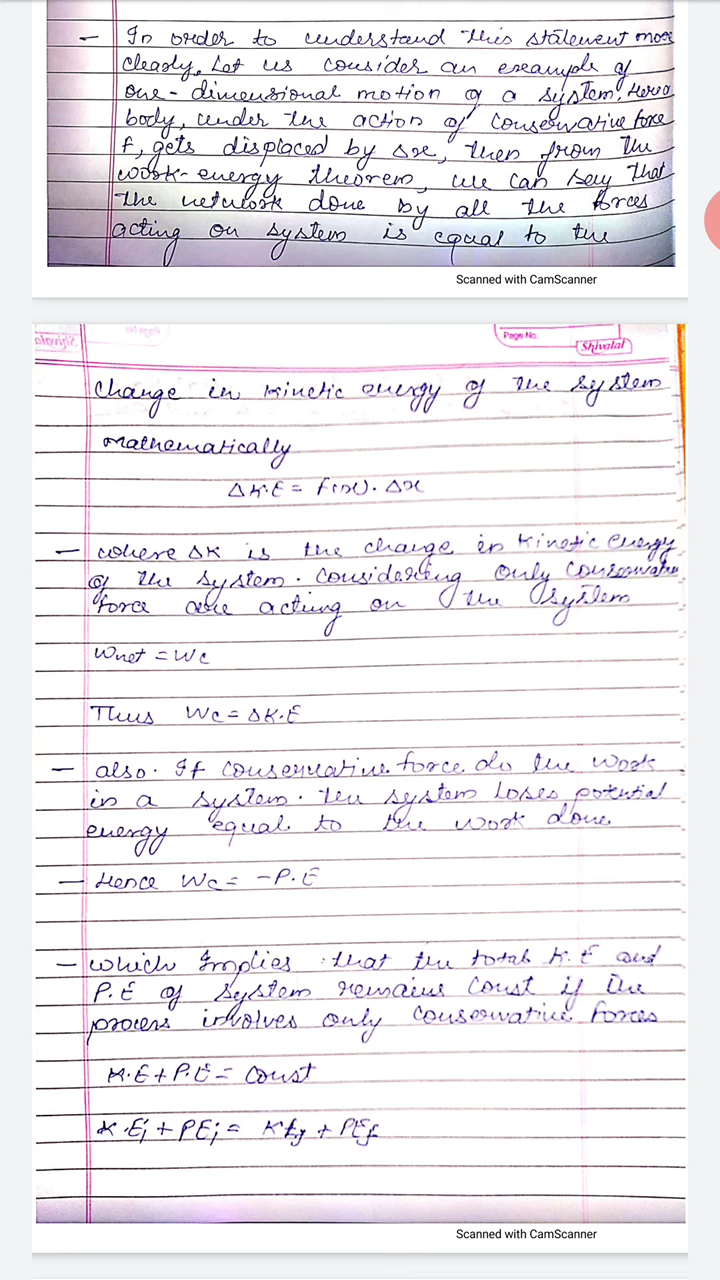 - In order to understand this statement more
clearly. Let us consider an example of
one-dimensional motion of a system. Here a
body, under the action of conservative force
F, gets displaced by Δx, then from the
work-energy theorem, we can say that
the network done by all the forces
acting on system is equal to the
Scanned with CamScanner
Page No.
Shivalal
change in kinetic energy of the system
mathematically
ΔK.E = F(x). Δx
- where ΔK is the change in kinetic energy
of the system. Considering only conservative
force are acting on the system
Wnet = Wc
Thus Wc = ΔK.E
- also. If conservative force do the work
in a system. the system loses potential
energy equal to the work done
- Hence Wc = -P.E
- which implies that the total K.E and
P.E of system remains const if the
process involves only conservative forces
K.E + P.E = const
K.Ei + PEi = KEf + PEf
Scanned with CamScanner